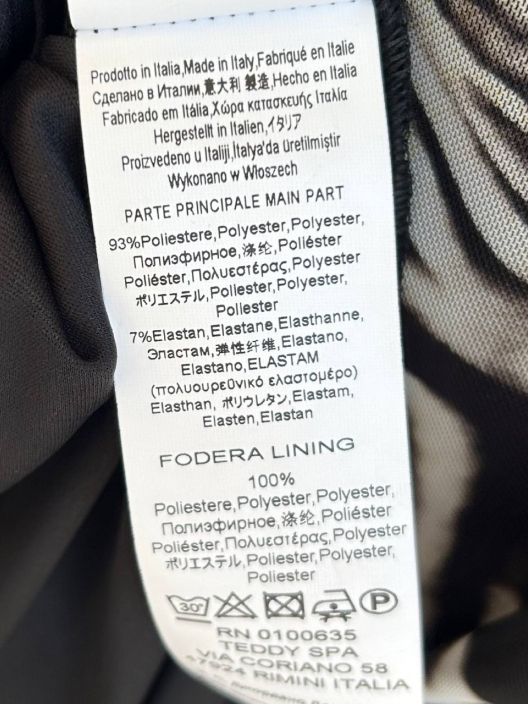 Prodotto in Italia,Made in Italy,Fabriqué en Italie
Сделано в Италии,意大利 製造,Hecho en Italia
Fabricado em Itália,Χώρα κατασκευής Ιταλία
Hergestellt in Italien,イタリア
Proizvedeno u Italiji,İtalya'da üretilmiştir
Wykonano w Włoszech
PARTE PRINCIPALE MAIN PART
93%Poliestere,Polyester,Polyester,
Полиэфирное,涤纶,Poliéster
Poliéster,Πολυεστέρας,Polyester
ポリエステル,Poliester,Polyester,
Poliester
7%Elastan,Elastane,Elasthanne,
Эластам,弹性纤维,Elastano,
Elastano,ELASTAM
(πολυουρεθνικό ελαστομέρο)
Elasthan, ポリウレタン,Elastam,
Elasten,Elastan
FODERA LINING
100%
Poliestere,Polyester,Polyester,
Полиэфирное,涤纶,Poliéster
Poliéster,Πολυεστέρας,Polyester
ポリエステル,Poliester,Polyester,
Poliester
30° P
RN 0100635
TEDDY SPA
VIA CORIANO 58
47924 RIMINI ITALIA